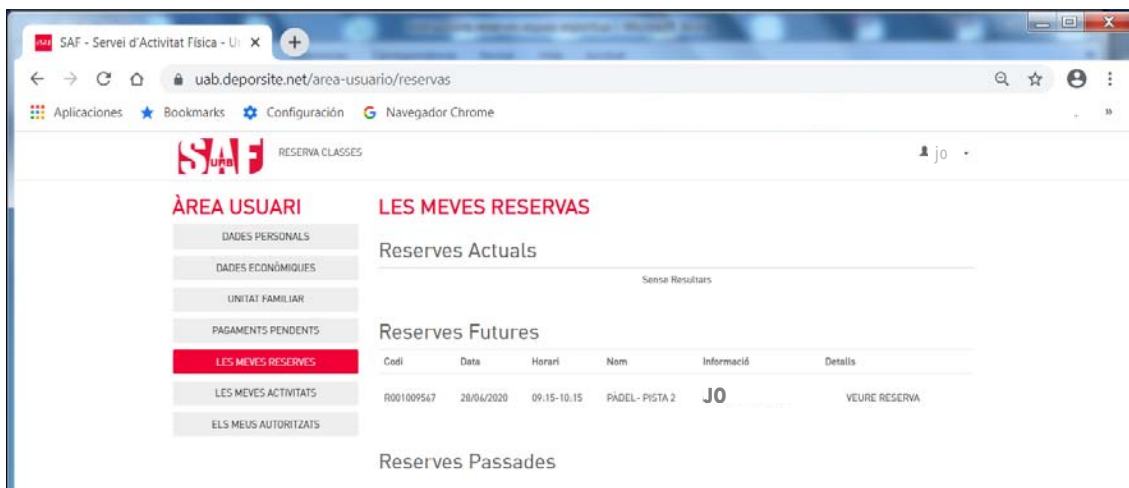 SAF - Servei d'Activitat Física - U
uab.deporsite.net/area-usuario/reservas
Aplicaciones Bookmarks Configuración G Navegador Chrome
SAF UAB RESERVA CLASSES jo
ÀREA USUARI
DADES PERSONALS
DADES ECONÒMIQUES
UNITAT FAMILIAR
PAGAMENTS PENDENTS
LES MEVES RESERVES
LES MEVES ACTIVITATS
ELS MEUS AUTORITZATS
LES MEVES RESERVAS
Reserves Actuals
Sense Resultars
Reserves Futures
Codi Data Horari Nom Informació Detalls
R001009567 28/06/2020 09:15-10:15 PÀDEL- PISTA 2 JO VEURE RESERVA
Reserves Passades